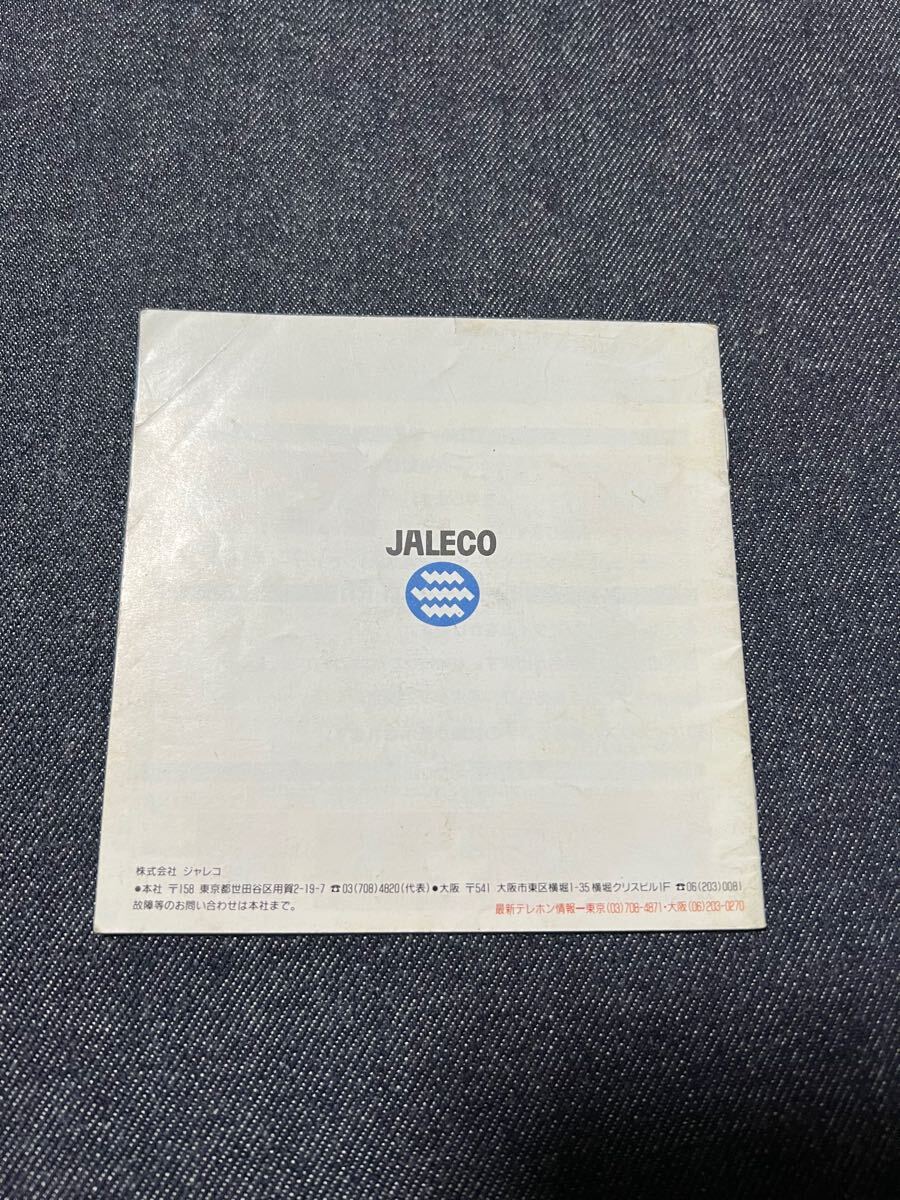 JALECO
株式会社 ジャレコ
●本社 〒158 東京都世田谷区用賀2-19-7 ☎03(708)4820(代表)●大阪 〒541 大阪市東区横堀1-35 横堀クリスビル1F ☎06(203)0081
故障等のお問い合わせは本社まで。
最新テレホン情報ー東京(03)708-4871・大阪(06)203-0270